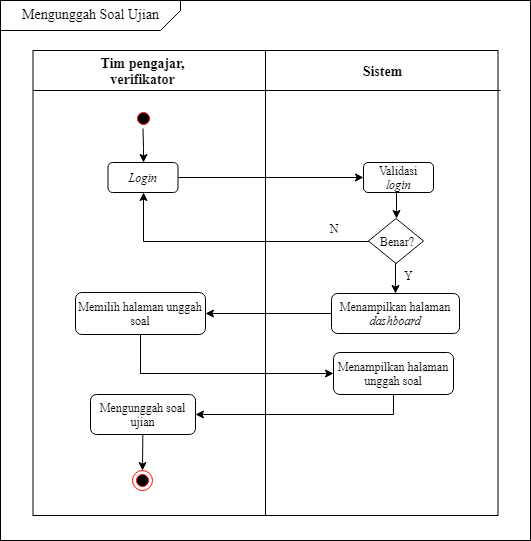 Mengunggah Soal Ujian
Tim pengajar,
verifikator
Sistem
Login
Validasi
login
Benar?
N
Y
Menampilkan halaman
dashboard
Memilih halaman unggah
soal
Menampilkan halaman
unggah soal
Mengunggah soal
ujian